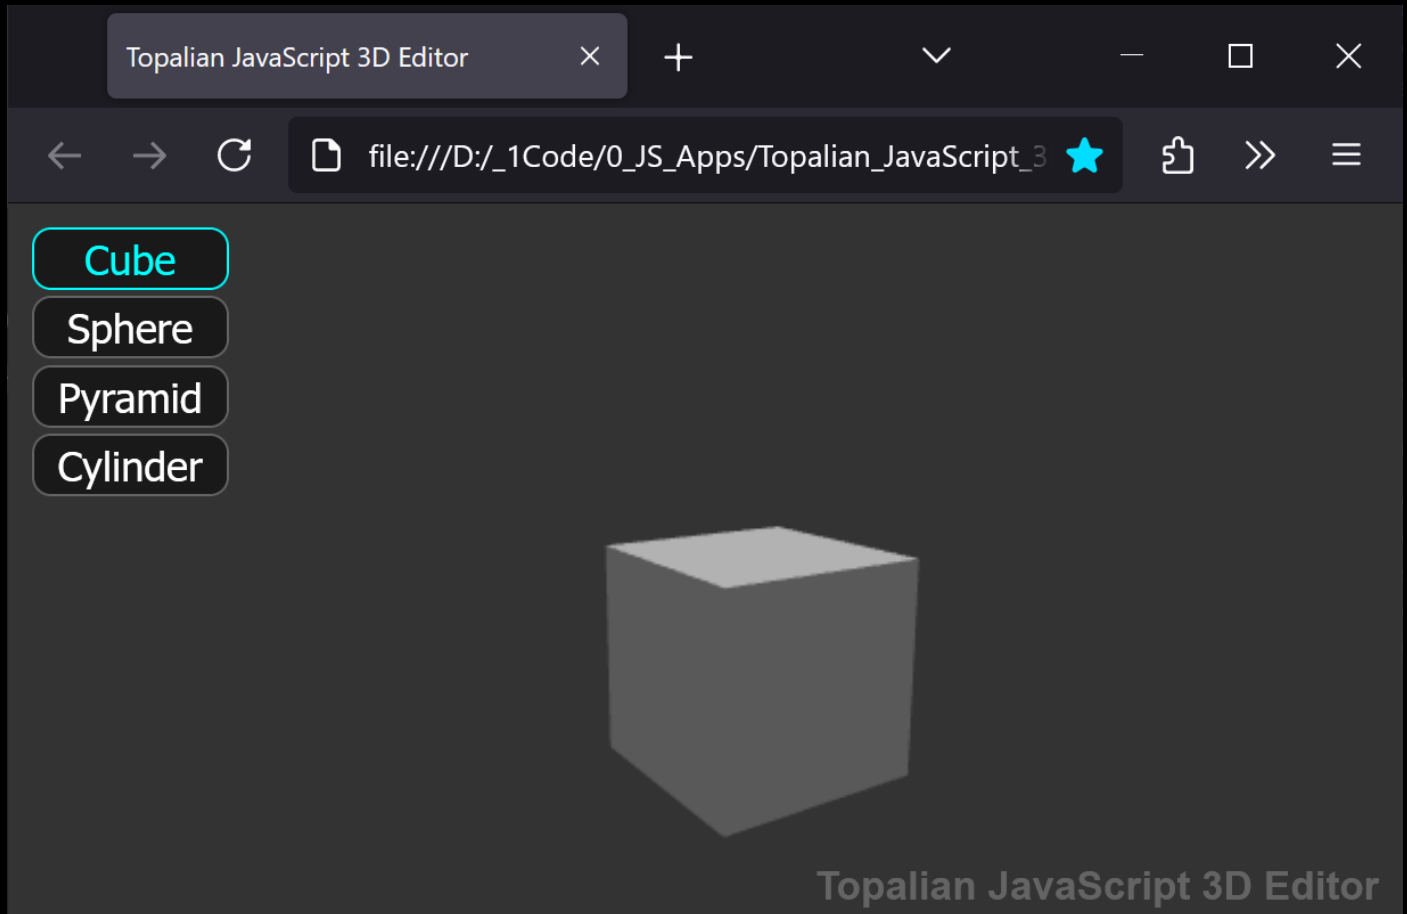 Topalian JavaScript 3D Editor
file:///D:/_1Code/0_JS_Apps/Topalian_JavaScript_3
Cube
Sphere
Pyramid
Cylinder
Topalian JavaScript 3D Editor